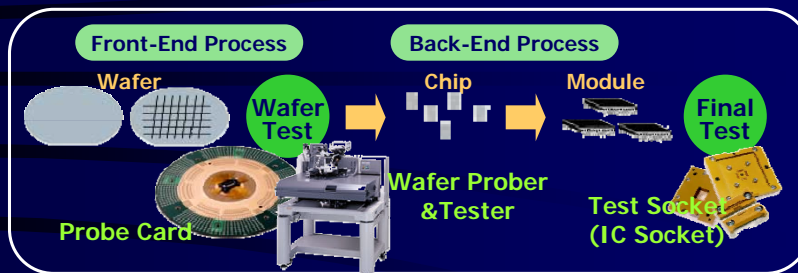 Front-End Process
Back-End Process
Wafer
Chip
Module
Wafer
Test
Final
Test
Wafer Prober
&Tester
Test Socket
(IC Socket)
Probe Card